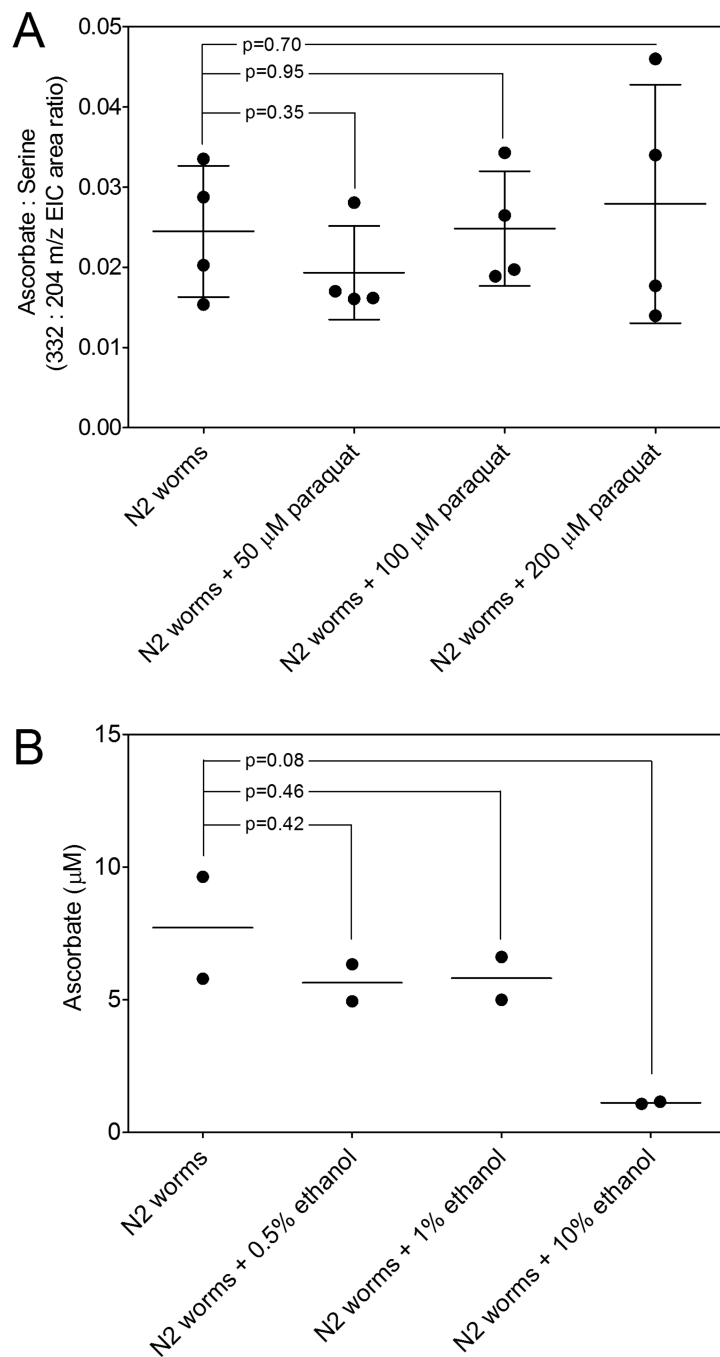 A
0.05
0.04
0.03
0.02
0.01
0.00
Ascorbate : Serine
(332 : 204 m/z EIC area ratio)
p=0.70
p=0.95
p=0.35
N2 worms
N2 worms + 50 μM paraquat
N2 worms + 100 μM paraquat
N2 worms + 200 μM paraquat
B
15
10
5
0
Ascorbate (μM)
p=0.08
p=0.46
p=0.42
N2 worms
N2 worms + 0.5% ethanol
N2 worms + 1% ethanol
N2 worms + 10% ethanol